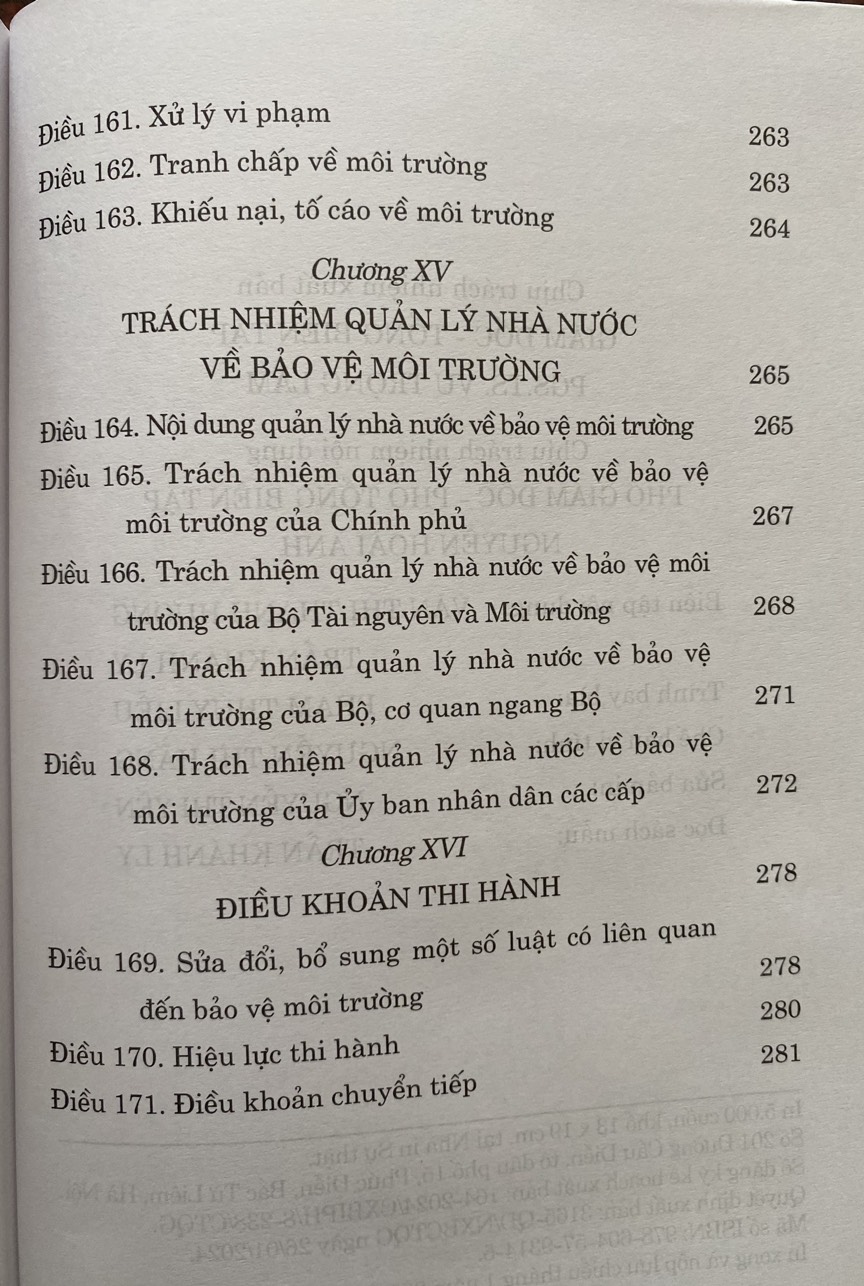 Điều 161. Xử lý vi phạm 263
Điều 162. Tranh chấp về môi trường 263
Điều 163. Khiếu nại, tố cáo về môi trường 264
Chương XV
TRÁCH NHIỆM QUẢN LÝ NHÀ NƯỚC
VỀ BẢO VỆ MÔI TRƯỜNG 265
Điều 164. Nội dung quản lý nhà nước về bảo vệ môi trường 265
Điều 165. Trách nhiệm quản lý nhà nước về bảo vệ
môi trường của Chính phủ 267
Điều 166. Trách nhiệm quản lý nhà nước về bảo vệ môi
trường của Bộ Tài nguyên và Môi trường 268
Điều 167. Trách nhiệm quản lý nhà nước về bảo vệ
môi trường của Bộ, cơ quan ngang Bộ 271
Điều 168. Trách nhiệm quản lý nhà nước về bảo vệ
môi trường của Ủy ban nhân dân các cấp 272
Chương XVI
ĐIỀU KHOẢN THI HÀNH 278
Điều 169. Sửa đổi, bổ sung một số luật có liên quan
đến bảo vệ môi trường 278
Điều 170. Hiệu lực thi hành 280
Điều 171. Điều khoản chuyển tiếp 281